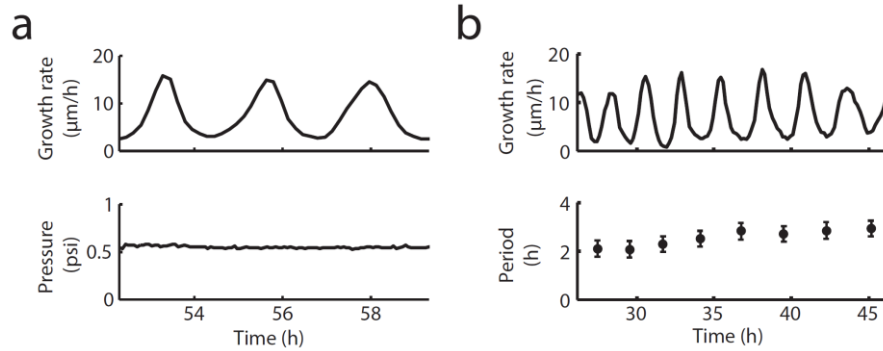 a
Growth rate
(µm/h)
20
10
0
Pressure
(psi)
1
0.5
0
54 56 58
Time (h)
b
Growth rate
(µm/h)
20
10
0
Period
(h)
4
2
0
30 35 40 45
Time (h)